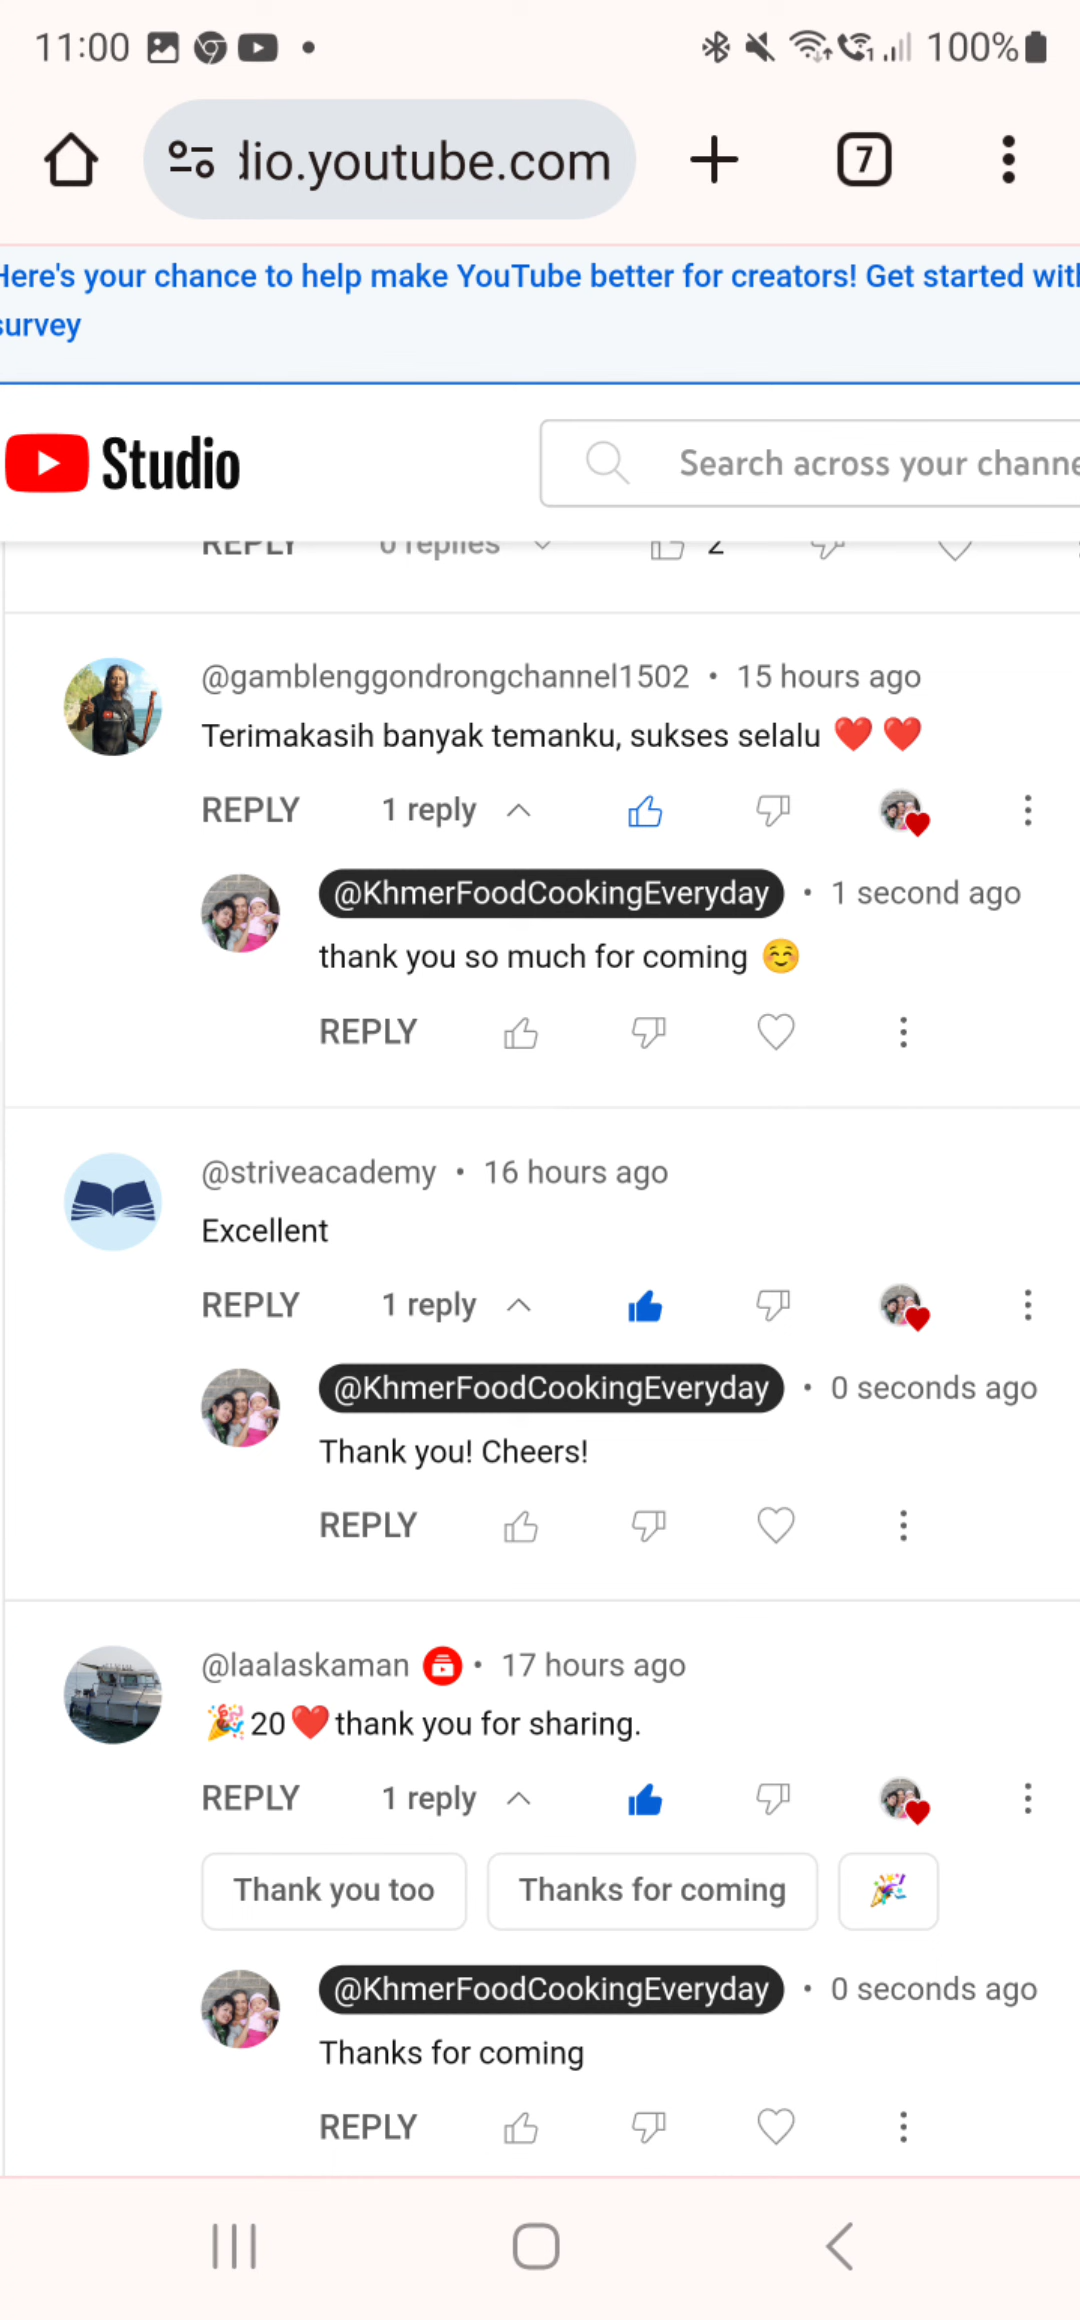 11:00
100%
dio.youtube.com
7
Here's your chance to help make YouTube better for creators! Get started with
survey
Studio
Search across your channe
REPLY 0 replies 2
@gamblenggondrongchannel1502 • 15 hours ago
Terimakasih banyak temanku, sukses selalu ❤️ ❤️
REPLY 1 reply
@KhmerFoodCookingEveryday • 1 second ago
thank you so much for coming ☺️
REPLY
@striveacademy • 16 hours ago
Excellent
REPLY 1 reply
@KhmerFoodCookingEveryday • 0 seconds ago
Thank you! Cheers!
REPLY
@laalaskaman • 17 hours ago
🎉20❤️thank you for sharing.
REPLY 1 reply
Thank you too Thanks for coming 🎉
@KhmerFoodCookingEveryday • 0 seconds ago
Thanks for coming
REPLY